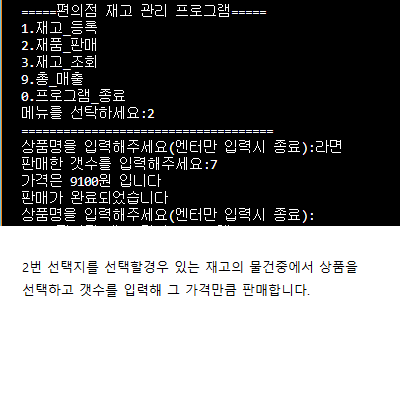 =====편의점 재고 관리 프로그램=====
1.재고_등록
2.재품_판매
3.재고_조회
9.총_매출
0.프로그램_종료
메뉴를 선탁하세요:2
====================================
상품명을 입력해주세요(엔터만 입력시 종료):라면
판매한 갯수를 입력해주세요:7
가격은 9100원 입니다
판매가 완료되었습니다
상품명을 입력해주세요(엔터만 입력시 종료):
2번 선택지를 선택할경우 있는 재고의 물건중에서 상품을
선택하고 갯수를 입력해 그 가격만큼 판매합니다.